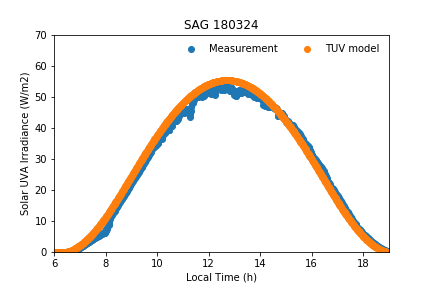 SAG 180324
Measurement TUV model
Solar UVA Irradiance (W/m2)
70
60
50
40
30
20
10
0
6 8 10 12 14 16 18
Local Time (h)